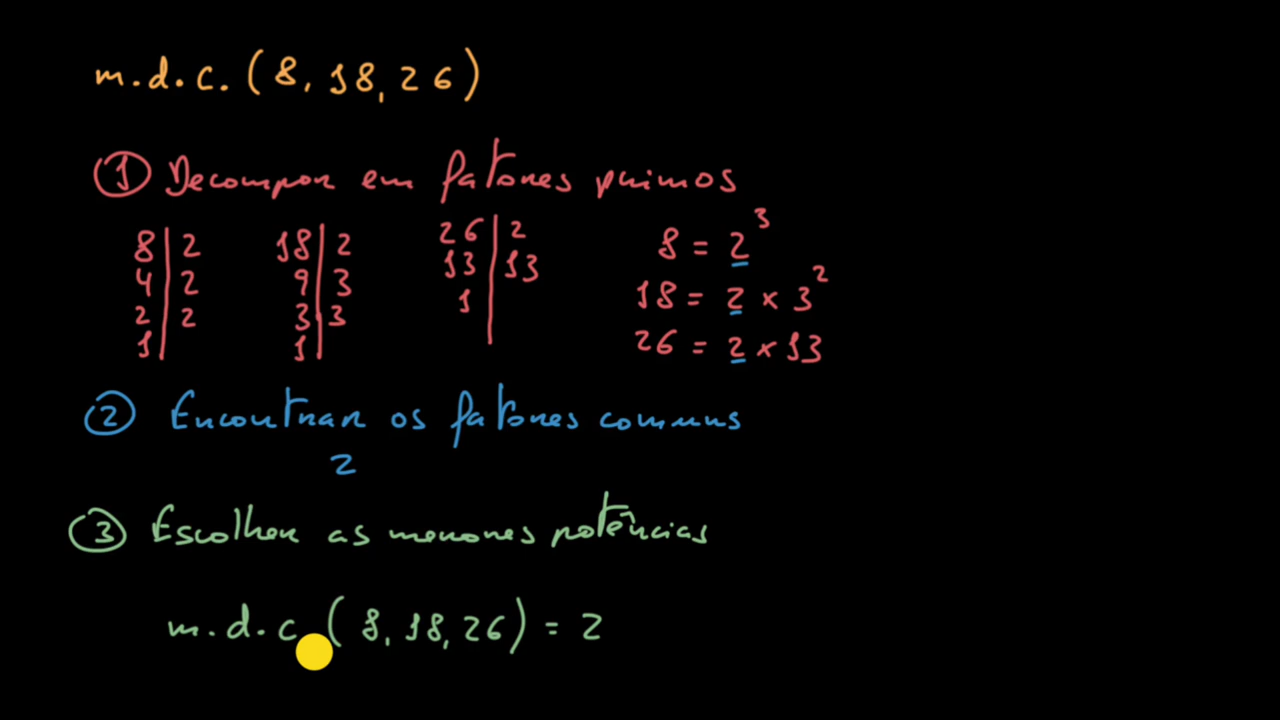 m.d.c. (8, 18, 26)
① Decompor em fatores primos
8 | 2 18 | 2 26 | 2 8 = 2³
4 | 2 9 | 3 13 | 13 18 = 2 × 3²
2 | 2 3 | 3 1 | 26 = 2 × 13
1 | 1 |
② Encontrar os fatores comuns
2
③ Escolher as menores potências
m.d.c (8, 18, 26) = 2